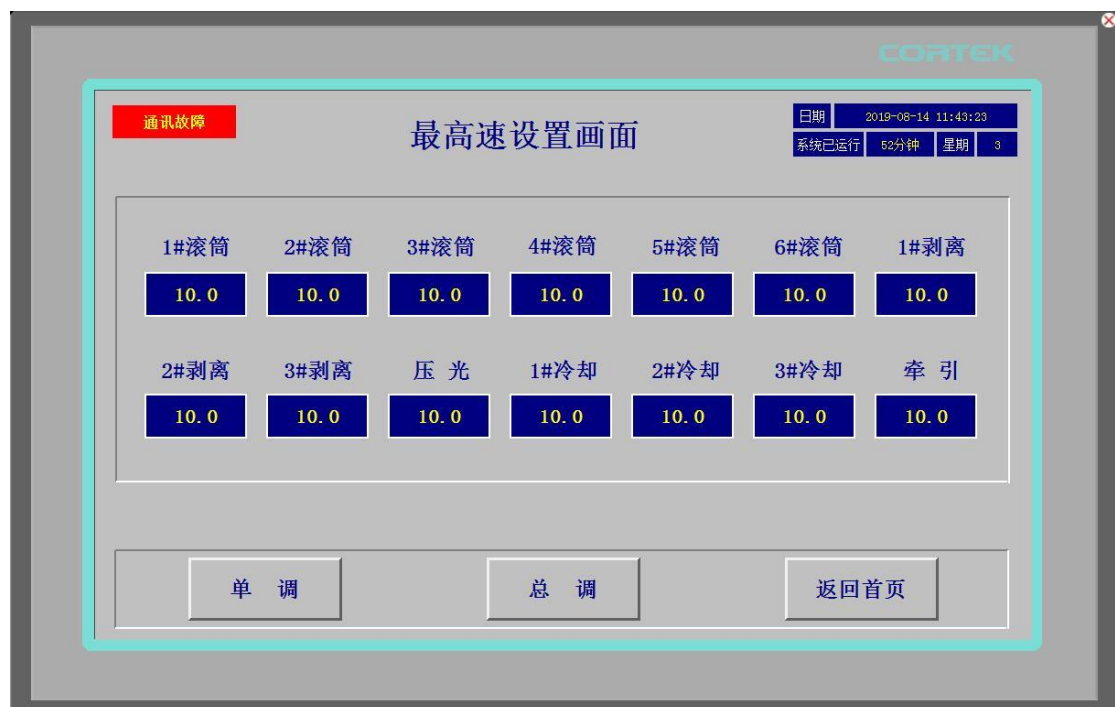 CORTEK
通讯故障
最高速设置画面
日期 2019-08-14 11:43:23
系统已运行 52分钟 星期 3
1#滚筒 2#滚筒 3#滚筒 4#滚筒 5#滚筒 6#滚筒 1#剥离
10.0 10.0 10.0 10.0 10.0 10.0 10.0
2#剥离 3#剥离 压 光 1#冷却 2#冷却 3#冷却 牵 引
10.0 10.0 10.0 10.0 10.0 10.0 10.0
单 调 总 调 返回首页